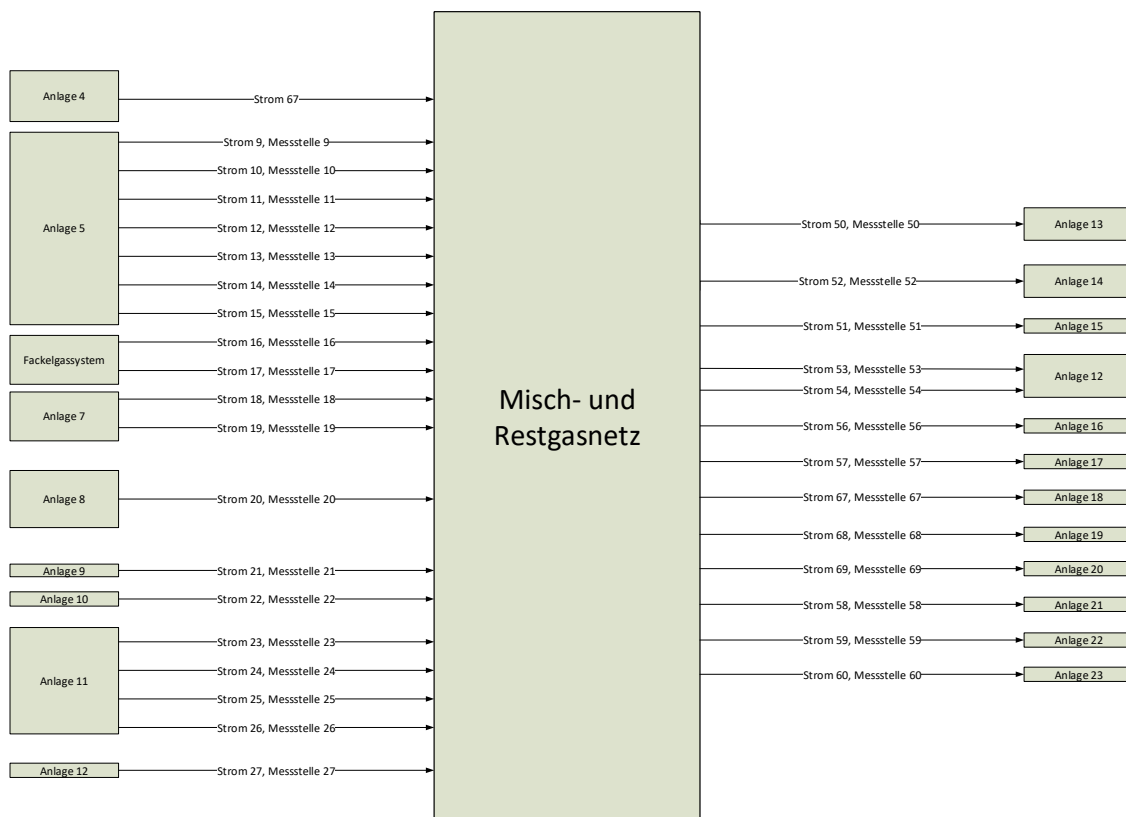 Anlage 4
Strom 67
Anlage 5
Strom 9, Messstelle 9
Strom 10, Messstelle 10
Strom 11, Messstelle 11
Strom 12, Messstelle 12
Strom 13, Messstelle 13
Strom 14, Messstelle 14
Strom 15, Messstelle 15
Fackelgassystem
Strom 16, Messstelle 16
Strom 17, Messstelle 17
Anlage 7
Strom 18, Messstelle 18
Strom 19, Messstelle 19
Anlage 8
Strom 20, Messstelle 20
Anlage 9
Strom 21, Messstelle 21
Anlage 10
Strom 22, Messstelle 22
Anlage 11
Strom 23, Messstelle 23
Strom 24, Messstelle 24
Strom 25, Messstelle 25
Strom 26, Messstelle 26
Anlage 12
Strom 27, Messstelle 27
Misch- und
Restgasnetz
Strom 50, Messstelle 50
Anlage 13
Strom 52, Messstelle 52
Anlage 14
Strom 51, Messstelle 51
Anlage 15
Strom 53, Messstelle 53
Strom 54, Messstelle 54
Anlage 12
Strom 56, Messstelle 56
Anlage 16
Strom 57, Messstelle 57
Anlage 17
Strom 67, Messstelle 67
Anlage 18
Strom 68, Messstelle 68
Anlage 19
Strom 69, Messstelle 69
Anlage 20
Strom 58, Messstelle 58
Anlage 21
Strom 59, Messstelle 59
Anlage 22
Strom 60, Messstelle 60
Anlage 23